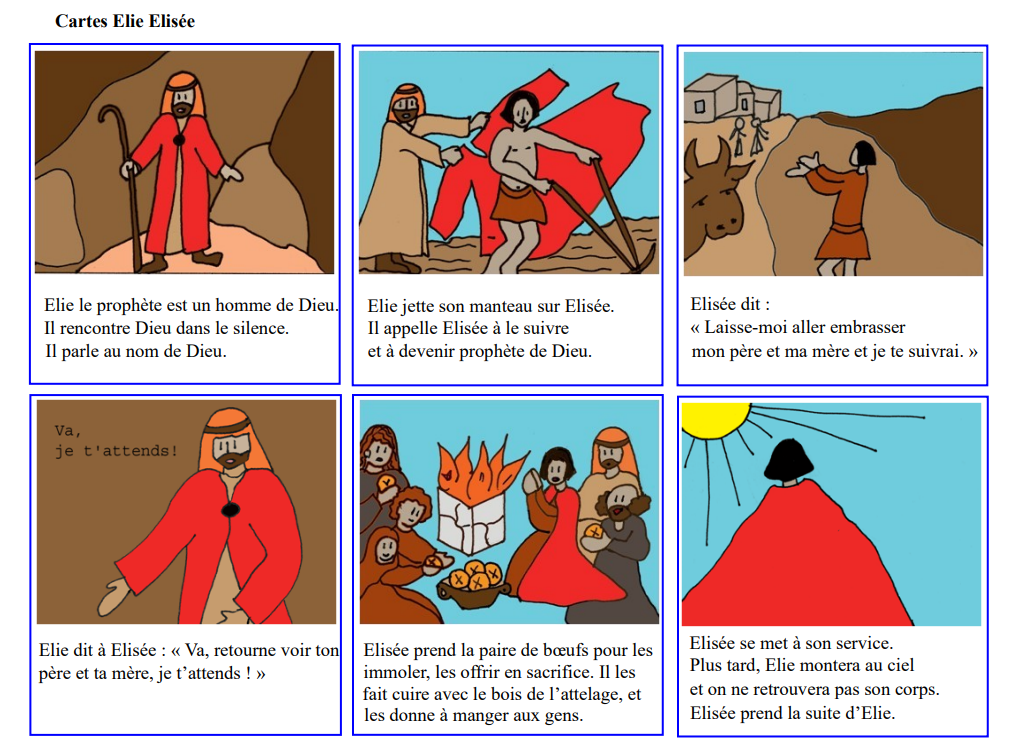 Cartes Elie Elisée
Elie le prophète est un homme de Dieu.
Il rencontre Dieu dans le silence.
Il parle au nom de Dieu.
Elie jette son manteau sur Elisée.
Il appelle Elisée à le suivre
et à devenir prophète de Dieu.
Elisée dit :
« Laisse-moi aller embrasser
mon père et ma mère et je te suivrai. »
Va,
je t'attends!
Elie dit à Elisée : « Va, retourne voir ton
père et ta mère, je t’attends ! »
Elisée prend la paire de bœufs pour les
immoler, les offrir en sacrifice. Il les
fait cuire avec le bois de l’attelage, et
les donne à manger aux gens.
Elisée se met à son service.
Plus tard, Elie montera au ciel
et on ne retrouvera pas son corps.
Elisée prend la suite d’Elie.